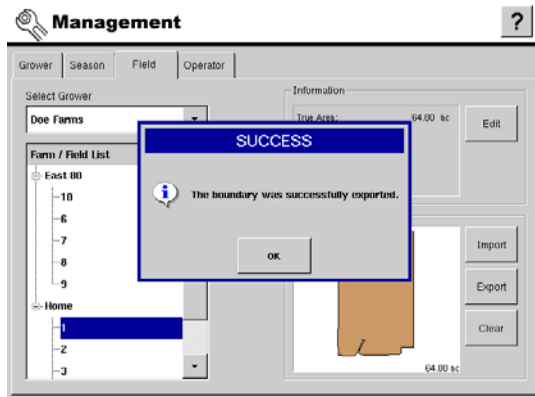 Management
?
Grower Season Field Operator
Select Grower
Doe Farms
Farm / Field List
East 80
10
6
7
8
9
Home
1
2
3
Information
True Area: 64.80 ac
Edit
SUCCESS
The boundary was successfully exported.
OK
Import
Export
Clear
64.80 ac